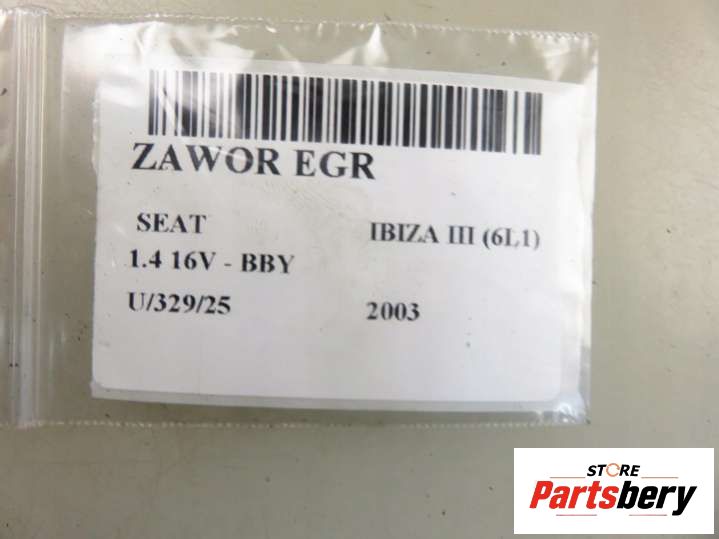 ZAWOR EGR
SEAT IBIZA III (6L1)
1.4 16V - BBY
U/329/25 2003
STORE
Partsbery